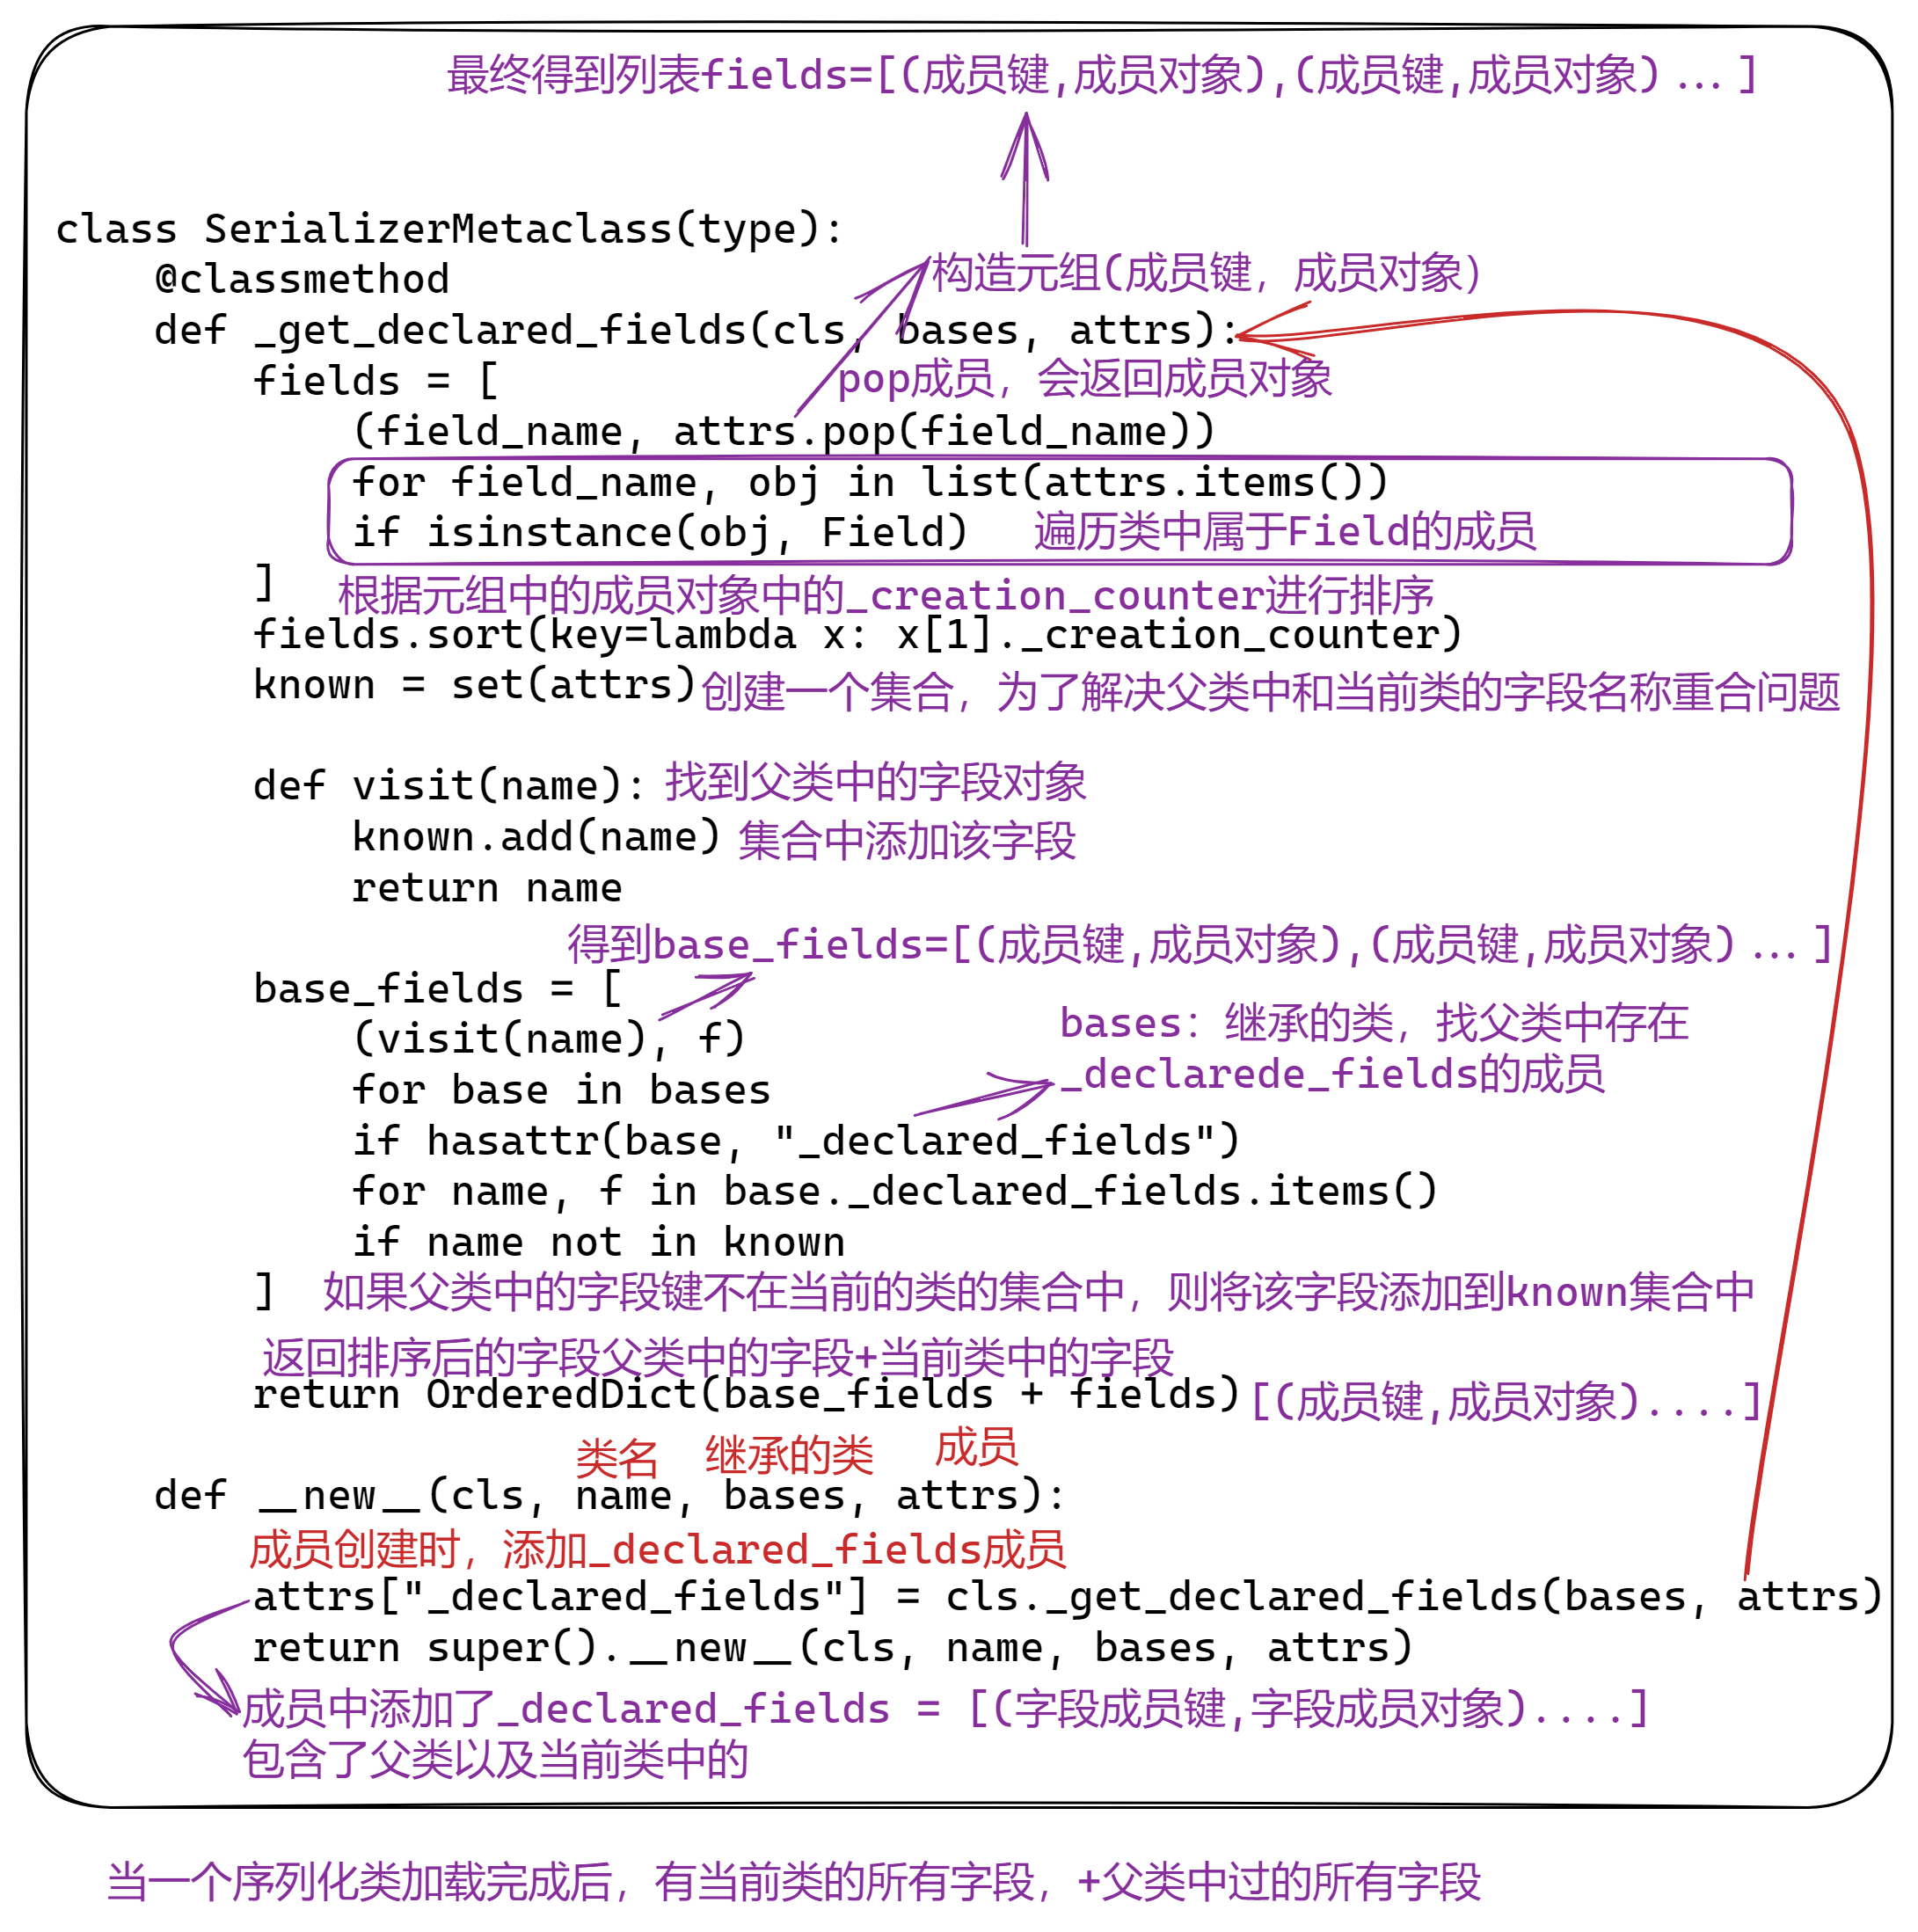 最终得到列表fields=[(成员键,成员对象),(成员键,成员对象) ... ]
class SerializerMetaclass(type):
构造元组(成员键，成员对象）
@classmethod
def _get_declared_fields(cls, bases, attrs):
fields = [
pop成员，会返回成员对象
(field_name, attrs.pop(field_name))
for field_name, obj in list(attrs.items())
if isinstance(obj, Field) 遍历类中属于Field的成员
]
根据元组中的成员对象中的_creation_counter进行排序
fields.sort(key=lambda x: x[1]._creation_counter)
known = set(attrs) 创建一个集合，为了解决父类中和当前类的字段名称重合问题
def visit(name): 找到父类中的字段对象
known.add(name) 集合中添加该字段
return name
得到base_fields=[(成员键,成员对象),(成员键,成员对象) ... ]
base_fields = [
(visit(name), f)
bases：继承的类，找父类中存在
_declarede_fields的成员
for base in bases
if hasattr(base, "_declared_fields")
for name, f in base._declared_fields.items()
if name not in known
] 如果父类中的字段键不在当前的类的集合中，则将该字段添加到known集合中
返回排序后的字段父类中的字段+当前类中的字段
return OrderedDict(base_fields + fields) [(成员键,成员对象)....]
类名 继承的类 成员
def __new__(cls, name, bases, attrs):
成员创建时，添加_declared_fields成员
attrs["_declared_fields"] = cls._get_declared_fields(bases, attrs)
return super().__new__(cls, name, bases, attrs)
成员中添加了_declared_fields = [(字段成员键,字段成员对象)....]
包含了父类以及当前类中的
当一个序列化类加载完成后，有当前类的所有字段，+父类中过的所有字段